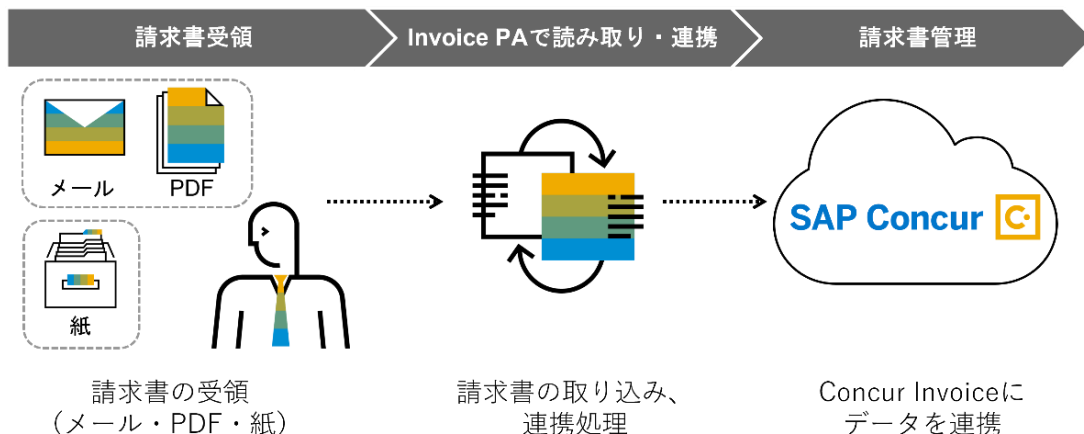 請求書受領
Invoice PAで読み取り・連携
請求書管理
メール
PDF
紙
SAP Concur C.
請求書の受領
（メール・PDF・紙）
請求書の取り込み、
連携処理
Concur Invoiceに
データを連携